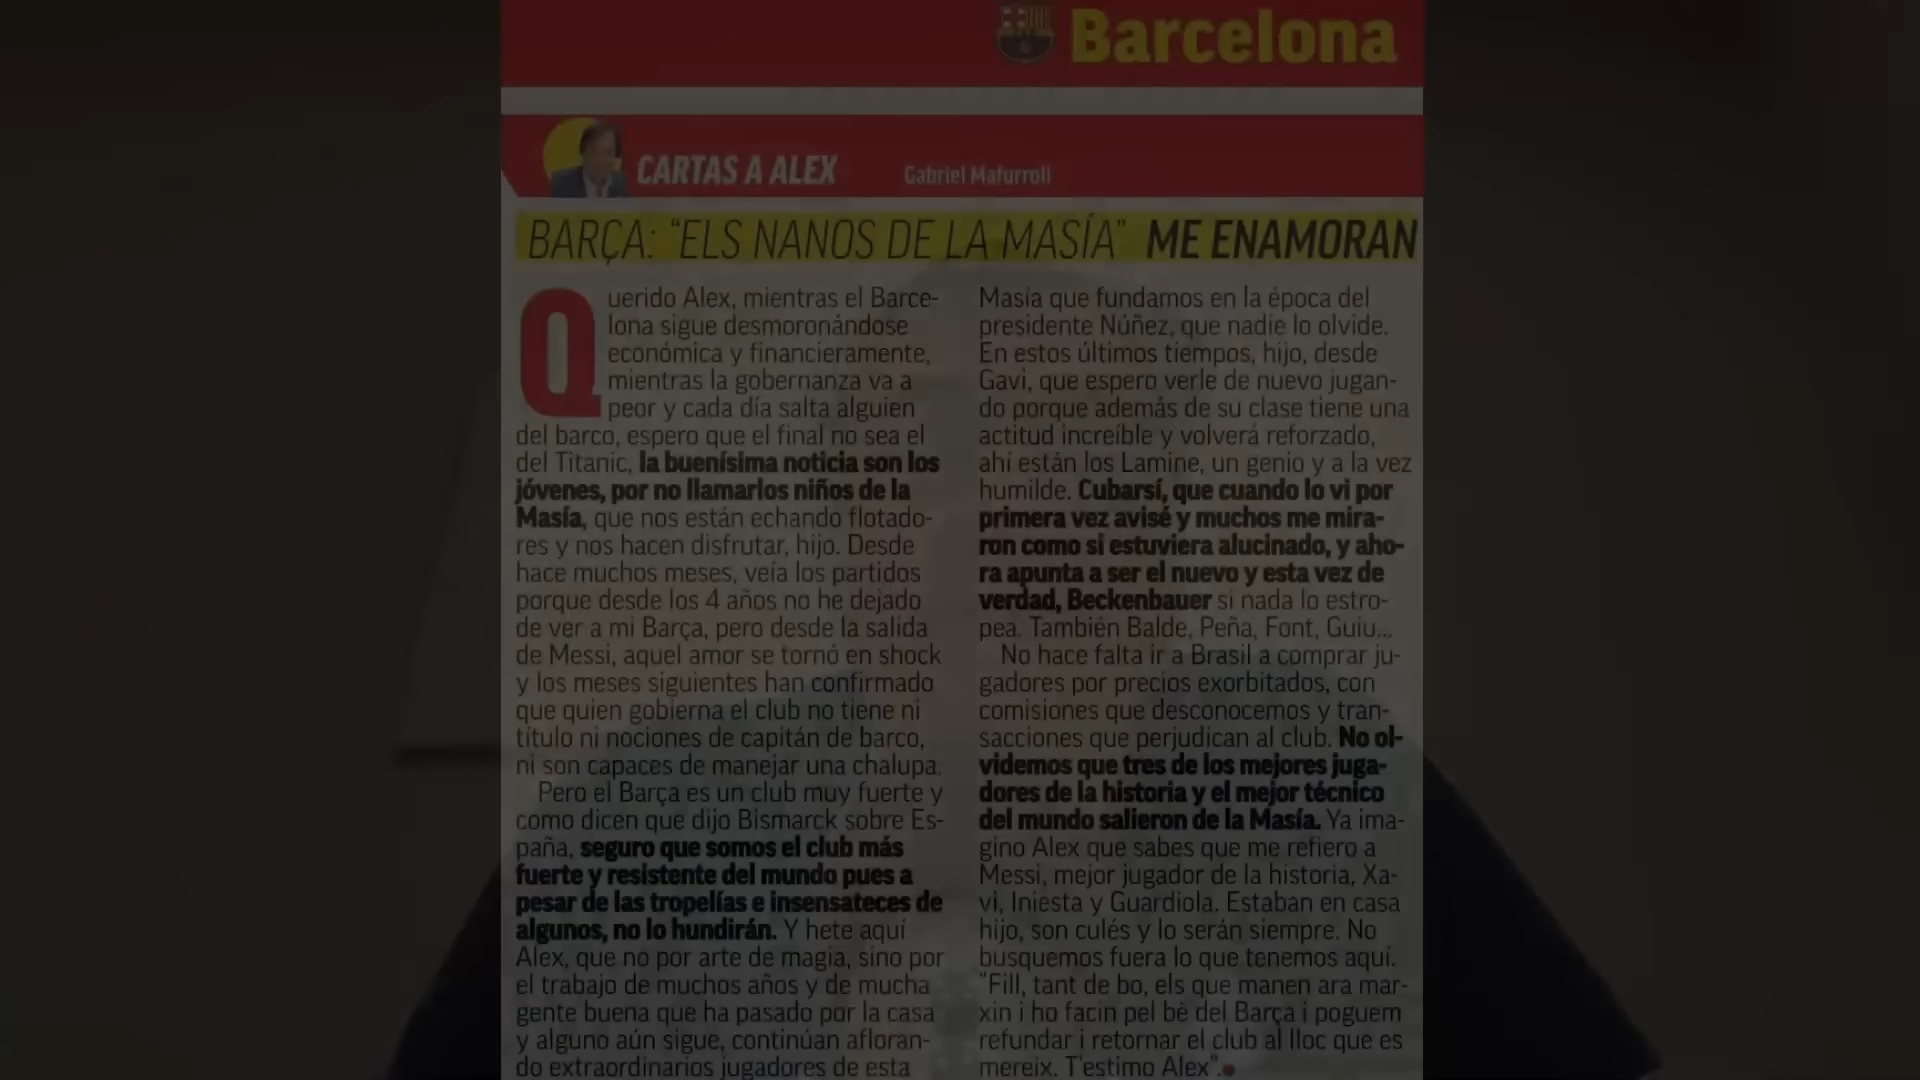 Barcelona
CARTAS A ALEX
Gabriel Mafurroll
BARÇA: “ELS NANOS DE LA MASÍA” ME ENAMORAN
Querido Alex, mientras el Barce-
lona sigue desmoronándose
económica y financieramente,
mientras la gobernanza va a
peor y cada día salta alguien
del barco, espero que el final no sea el
del Titanic, la buenísima noticia son los
jóvenes, por no llamarlos niños de la
Masía, que nos están echando flotado-
res y nos hacen disfrutar, hijo. Desde
hace muchos meses, veía los partidos
porque desde los 4 años no he dejado
de ver a mi Barça, pero desde la salida
de Messi, aquel amor se tornó en shock
y los meses siguientes han confirmado
que quien gobierna el club no tiene ni
título ni nociones de capitán de barco,
ni son capaces de manejar una chalupa.
Pero el Barça es un club muy fuerte y
como dicen que dijo Bismarck sobre Es-
paña, seguro que somos el club más
fuerte y resistente del mundo pues a
pesar de las tropelías e insensateces de
algunos, no lo hundirán. Y hete aquí
Alex, que no por arte de magia, sino por
el trabajo de muchos años y de mucha
gente buena que ha pasado por la casa
y alguno aún sigue, continúan afloran-
do extraordinarios jugadores de esta
Masía que fundamos en la época del
presidente Núñez, que nadie lo olvide.
En estos últimos tiempos, hijo, desde
Gavi, que espero verle de nuevo jugan-
do porque además de su clase tiene una
actitud increíble y volverá reforzado,
ahí están los Lamine, un genio y a la vez
humilde. Cubarsí, que cuando lo vi por
primera vez avisé y muchos me mira-
ron como si estuviera alucinado, y aho-
ra apunta a ser el nuevo y esta vez de
verdad, Beckenbauer si nada lo estro-
pea. También Balde, Peña, Font, Guiu...
No hace falta ir a Brasil a comprar ju-
gadores por precios exorbitados, con
comisiones que desconocemos y tran-
sacciones que perjudican al club. No ol-
videmos que tres de los mejores juga-
dores de la historia y el mejor técnico
del mundo salieron de la Masía. Ya ima-
gino Alex que sabes que me refiero a
Messi, mejor jugador de la historia, Xa-
vi, Iniesta y Guardiola. Estaban en casa
hijo, son culés y lo serán siempre. No
busquemos fuera lo que tenemos aquí.
"Fill, tant de bo, els que manen ara mar-
xin i ho facin pel bè del Barça i poguem
refundar i retornar el club al lloc que es
mereix. T'estimo Alex".